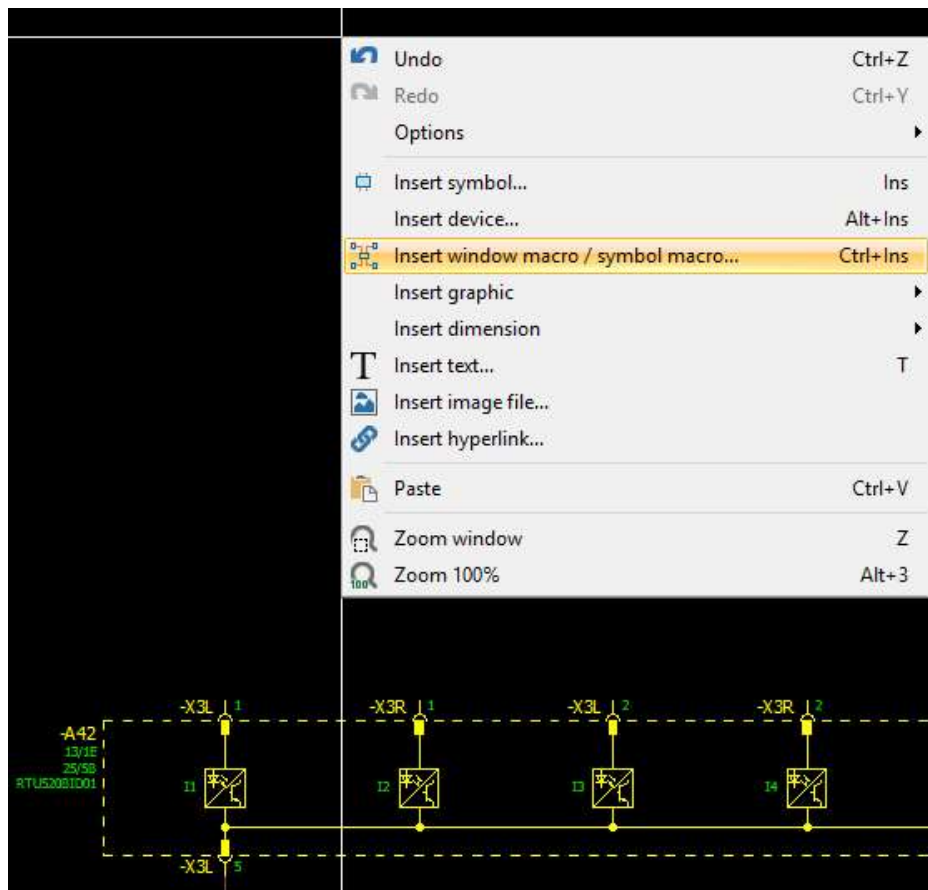 Undo Ctrl+Z
Redo Ctrl+Y
Options
Insert symbol... Ins
Insert device... Alt+Ins
Insert window macro / symbol macro... Ctrl+Ins
Insert graphic
Insert dimension
T Insert text... T
Insert image file...
Insert hyperlink...
Paste Ctrl+V
Zoom window Z
100 Zoom 100% Alt+3
-X3L 1 -X3R 1 -X3L 2 -X3R 2
-A42
13/1E
25/5B
RTU520BID01
I1 I2 I3 I4
-X3L 5